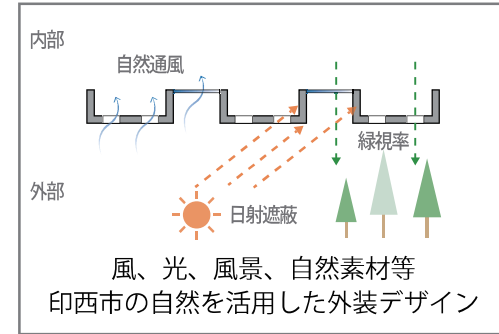 内部
自然通風
緑視率
外部
日射遮蔽
風、光、風景、自然素材等
印西市の自然を活用した外装デザイン